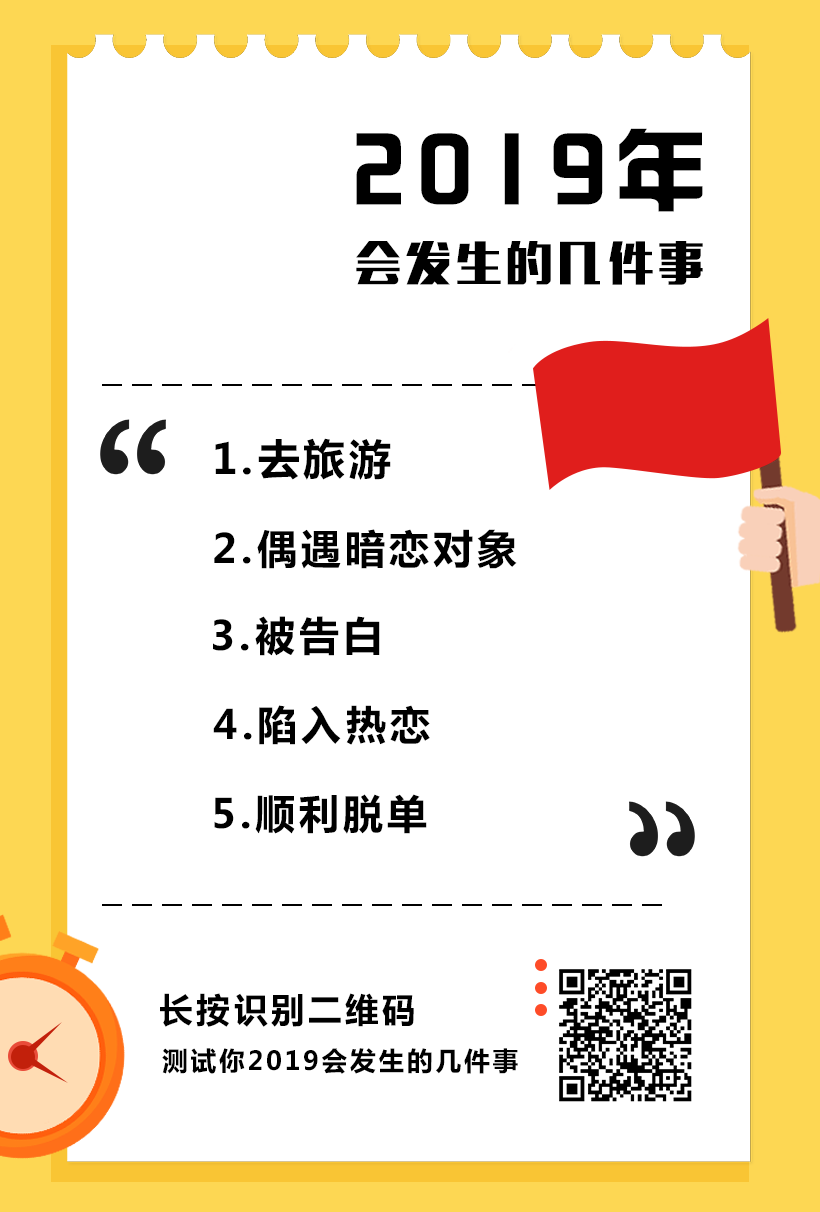 2019年
会发生的几件事
“
1.去旅游
2.偶遇暗恋对象
3.被告白
4.陷入热恋
5.顺利脱单
”
长按识别二维码
测试你2019会发生的几件事